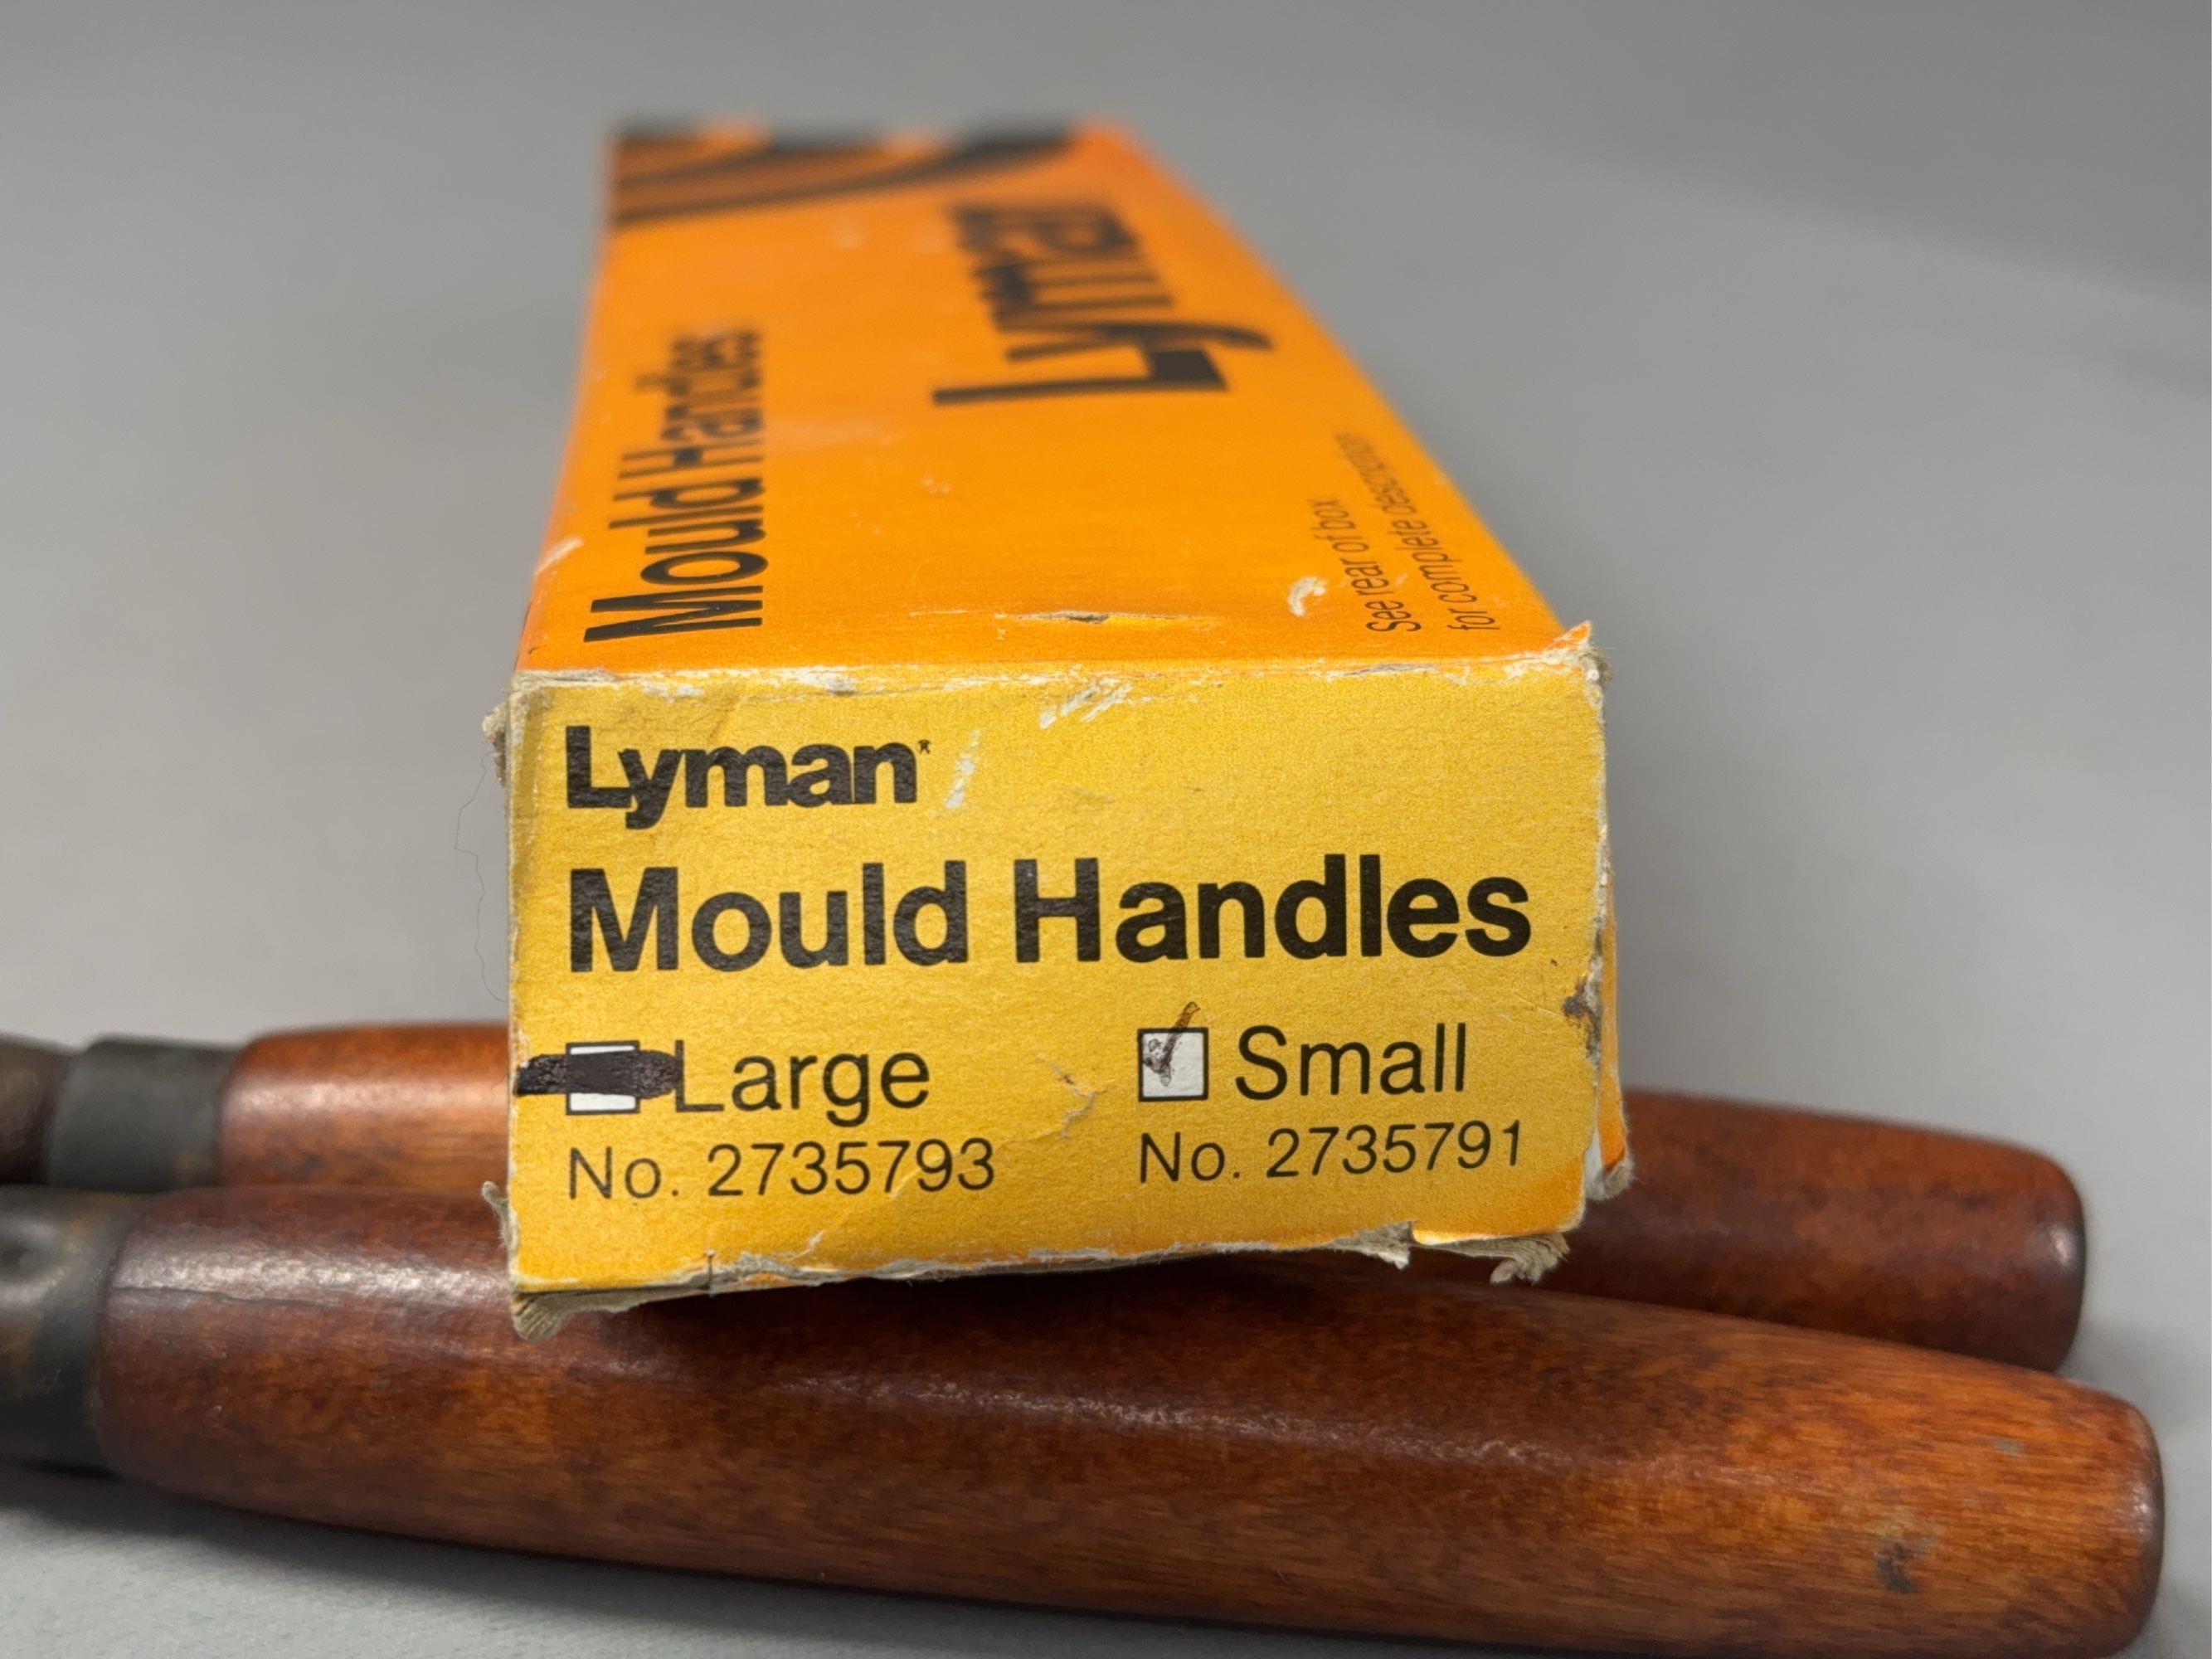 Mould Handles
Lyman
See rear of box
for complete description
Lyman
Mould Handles
Large
Small
No. 2735793
No. 2735791